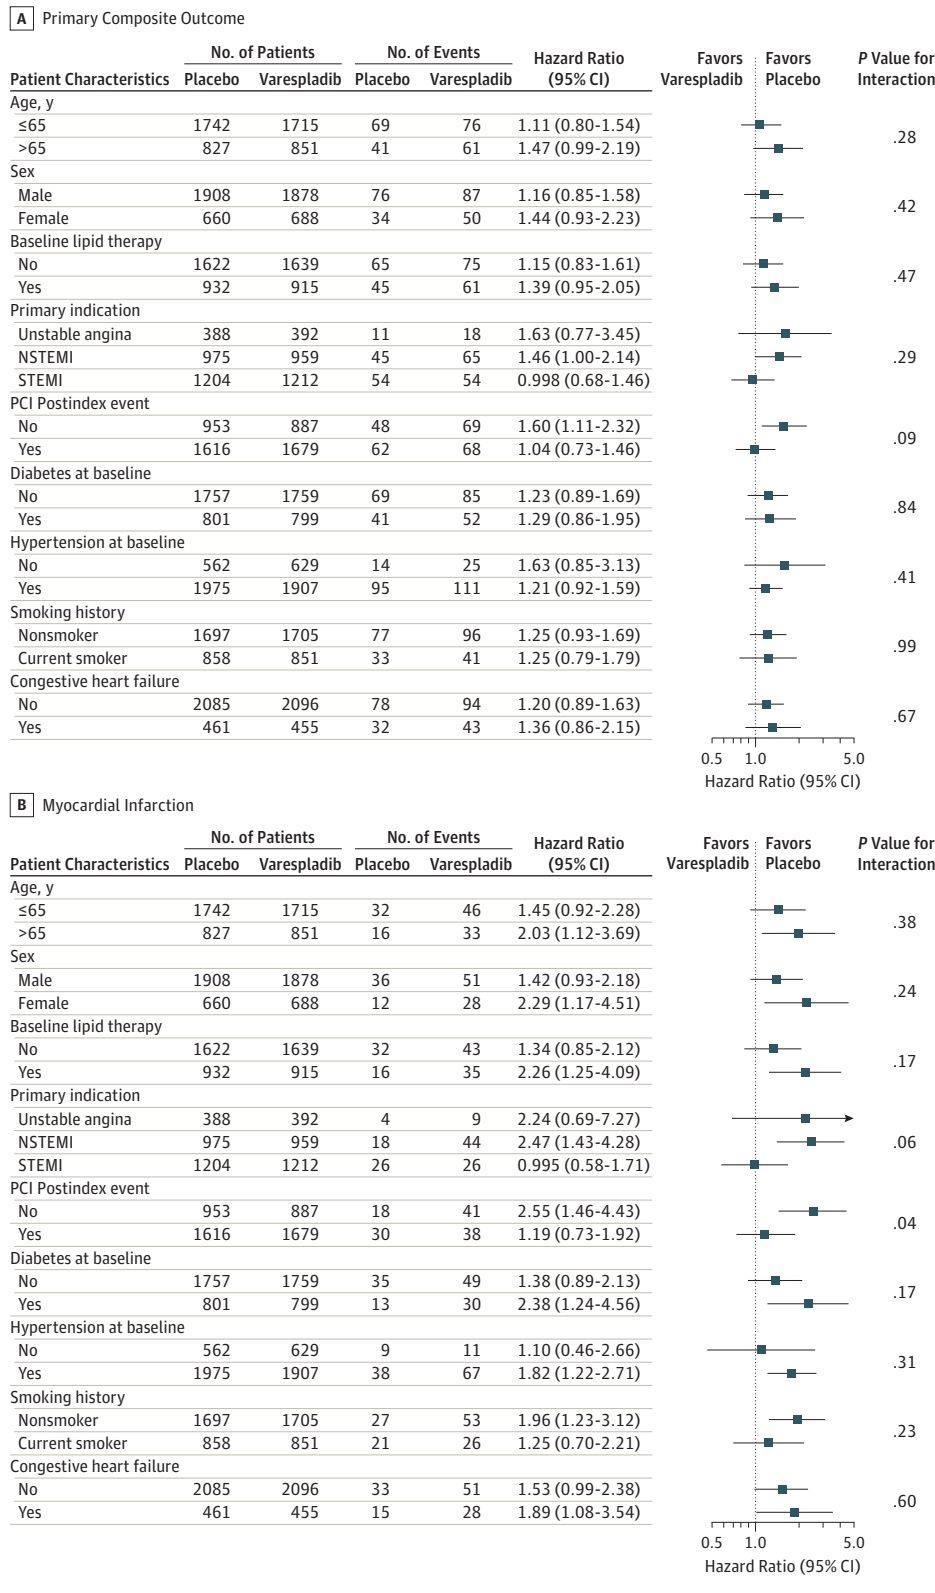 A Primary Composite Outcome
No. of Patients No. of Events Hazard Ratio Favors Favors P Value for
Patient Characteristics Placebo Varespladib Placebo Varespladib (95% CI) Varespladib Placebo Interaction
Age, y
≤65 1742 1715 69 76 1.11 (0.80-1.54)
.28
>65 827 851 41 61 1.47 (0.99-2.19)
Sex
Male 1908 1878 76 87 1.16 (0.85-1.58)
.42
Female 660 688 34 50 1.44 (0.93-2.23)
Baseline lipid therapy
No 1622 1639 65 75 1.15 (0.83-1.61)
.47
Yes 932 915 45 61 1.39 (0.95-2.05)
Primary indication
Unstable angina 388 392 11 18 1.63 (0.77-3.45)
NSTEMI 975 959 45 65 1.46 (1.00-2.14) .29
STEMI 1204 1212 54 54 0.998 (0.68-1.46)
PCI Postindex event
No 953 887 48 69 1.60 (1.11-2.32)
.09
Yes 1616 1679 62 68 1.04 (0.73-1.46)
Diabetes at baseline
No 1757 1759 69 85 1.23 (0.89-1.69)
.84
Yes 801 799 41 52 1.29 (0.86-1.95)
Hypertension at baseline
No 562 629 14 25 1.63 (0.85-3.13)
.41
Yes 1975 1907 95 111 1.21 (0.92-1.59)
Smoking history
Nonsmoker 1697 1705 77 96 1.25 (0.93-1.69)
.99
Current smoker 858 851 33 41 1.25 (0.79-1.79)
Congestive heart failure
No 2085 2096 78 94 1.20 (0.89-1.63)
.67
Yes 461 455 32 43 1.36 (0.86-2.15)
0.5 1.0 5.0
Hazard Ratio (95% CI)
B Myocardial Infarction
No. of Patients No. of Events Hazard Ratio Favors Favors P Value for
Patient Characteristics Placebo Varespladib Placebo Varespladib (95% CI) Varespladib Placebo Interaction
Age, y
≤65 1742 1715 32 46 1.45 (0.92-2.28)
.38
>65 827 851 16 33 2.03 (1.12-3.69)
Sex
Male 1908 1878 36 51 1.42 (0.93-2.18)
.24
Female 660 688 12 28 2.29 (1.17-4.51)
Baseline lipid therapy
No 1622 1639 32 43 1.34 (0.85-2.12)
.17
Yes 932 915 16 35 2.26 (1.25-4.09)
Primary indication
Unstable angina 388 392 4 9 2.24 (0.69-7.27)
NSTEMI 975 959 18 44 2.47 (1.43-4.28) .06
STEMI 1204 1212 26 26 0.995 (0.58-1.71)
PCI Postindex event
No 953 887 18 41 2.55 (1.46-4.43)
.04
Yes 1616 1679 30 38 1.19 (0.73-1.92)
Diabetes at baseline
No 1757 1759 35 49 1.38 (0.89-2.13)
.17
Yes 801 799 13 30 2.38 (1.24-4.56)
Hypertension at baseline
No 562 629 9 11 1.10 (0.46-2.66)
.31
Yes 1975 1907 38 67 1.82 (1.22-2.71)
Smoking history
Nonsmoker 1697 1705 27 53 1.96 (1.23-3.12)
.23
Current smoker 858 851 21 26 1.25 (0.70-2.21)
Congestive heart failure
No 2085 2096 33 51 1.53 (0.99-2.38)
.60
Yes 461 455 15 28 1.89 (1.08-3.54)
0.5 1.0 5.0
Hazard Ratio (95% CI)